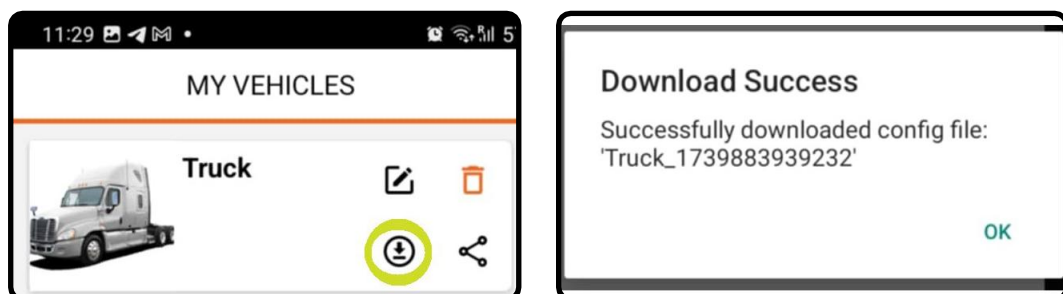 11:29
MY VEHICLES
Truck
Download Success
Successfully downloaded config file:
'Truck_1739883939232'
OK